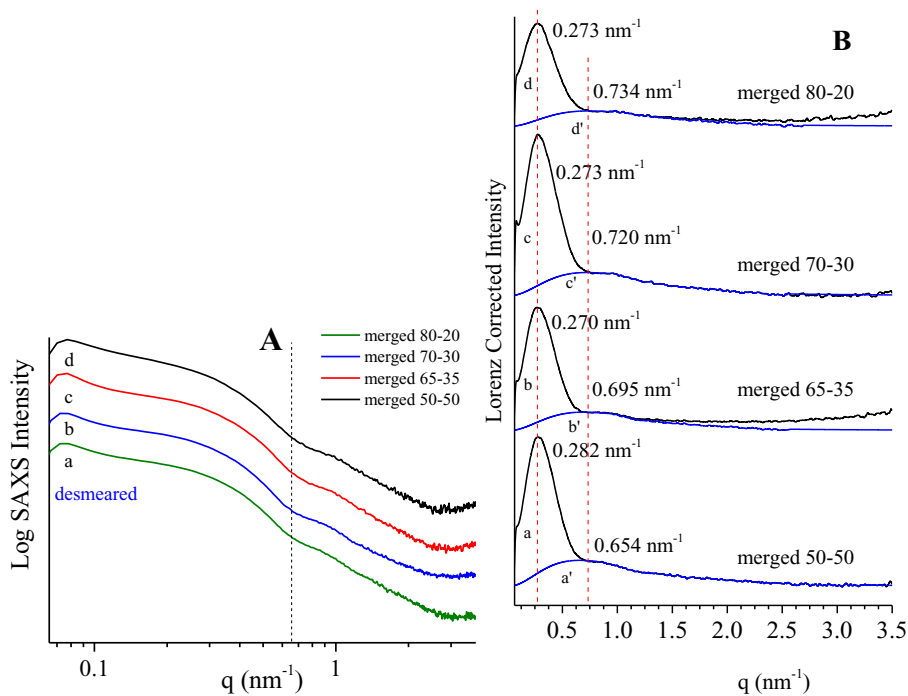 A
merged 80-20
merged 70-30
merged 65-35
merged 50-50
d
c
b
a
desmeared
Log SAXS Intensity
0.1
1
q (nm⁻¹)
B
0.273 nm⁻¹
d
0.734 nm⁻¹
merged 80-20
d'
0.273 nm⁻¹
c
0.720 nm⁻¹
merged 70-30
c'
0.270 nm⁻¹
b
0.695 nm⁻¹
merged 65-35
b'
0.282 nm⁻¹
a
0.654 nm⁻¹
merged 50-50
a'
Lorenz Corrected Intensity
0.5 1.0 1.5 2.0 2.5 3.0 3.5
q (nm⁻¹)